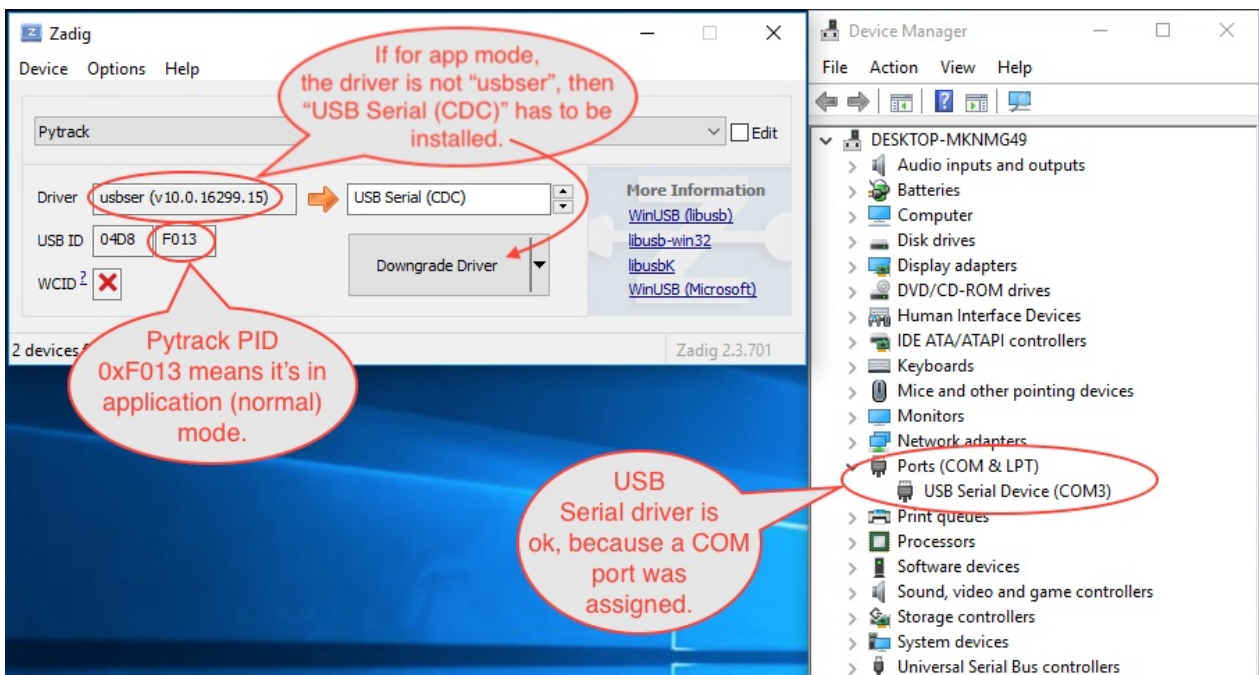 Zadig
Device Options Help
If for app mode,
the driver is not "usbser", then
"USB Serial (CDC)" has to be
installed.
Pytrack
Edit
Driver usbser (v10.0.16299.15) USB Serial (CDC)
USB ID 04D8 F013
WCID ?
Downgrade Driver
More Information
WinUSB (libusb)
libusb-win32
libusbK
WinUSB (Microsoft)
2 devices
Zadig 2.3.701
Pytrack PID
0xF013 means it's in
application (normal)
mode.
USB
Serial driver is
ok, because a COM
port was
assigned.
Device Manager
File Action View Help
DESKTOP-MKNMG49
Audio inputs and outputs
Batteries
Computer
Disk drives
Display adapters
DVD/CD-ROM drives
Human Interface Devices
IDE ATA/ATAPI controllers
Keyboards
Mice and other pointing devices
Monitors
Network adapters
Ports (COM & LPT)
USB Serial Device (COM3)
Print queues
Processors
Software devices
Sound, video and game controllers
Storage controllers
System devices
Universal Serial Bus controllers